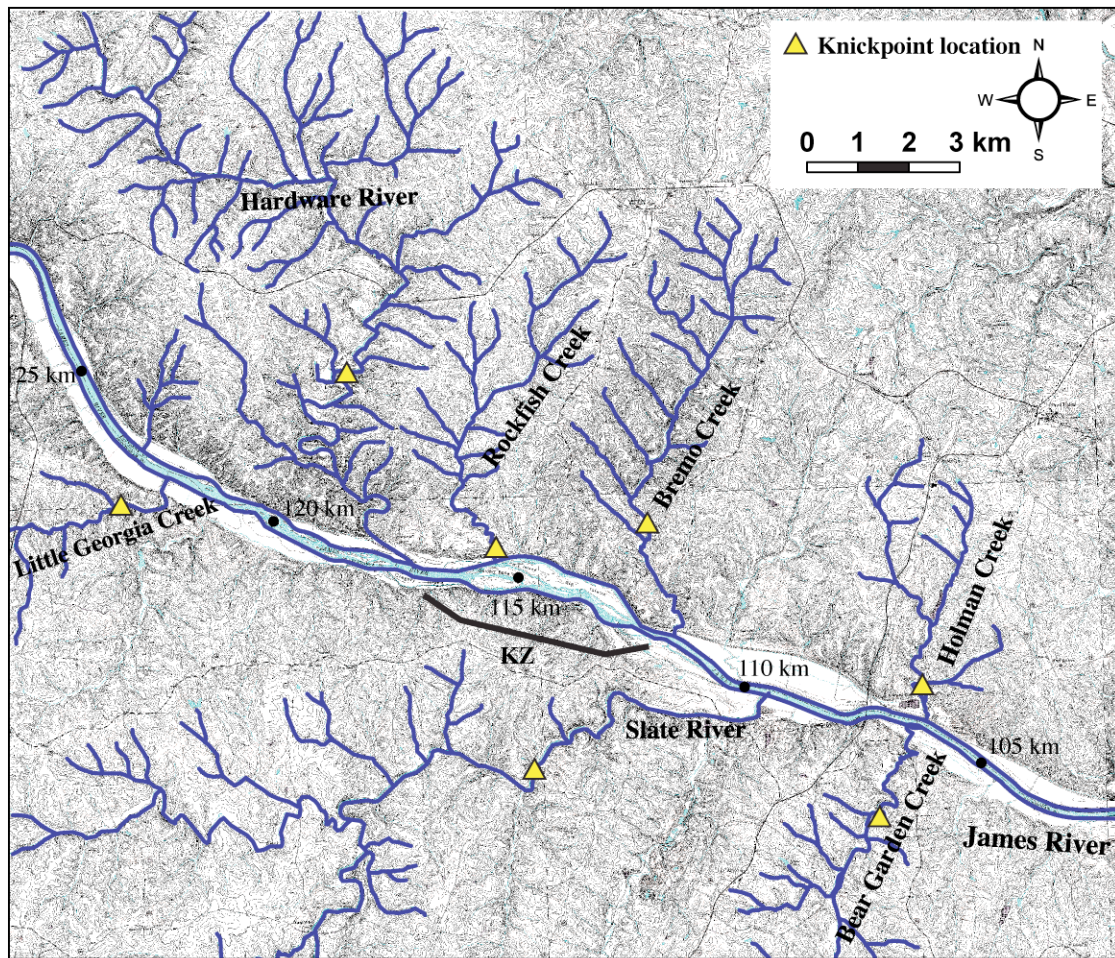 Knickpoint location
N
W E
S
0 1 2 3 km
Hardware River
25 km
Rockfish Creek
Bremo Creek
Little Georgia Creek
120 km
115 km
KZ
Holman Creek
110 km
Slate River
105 km
Bear Garden Creek
James River